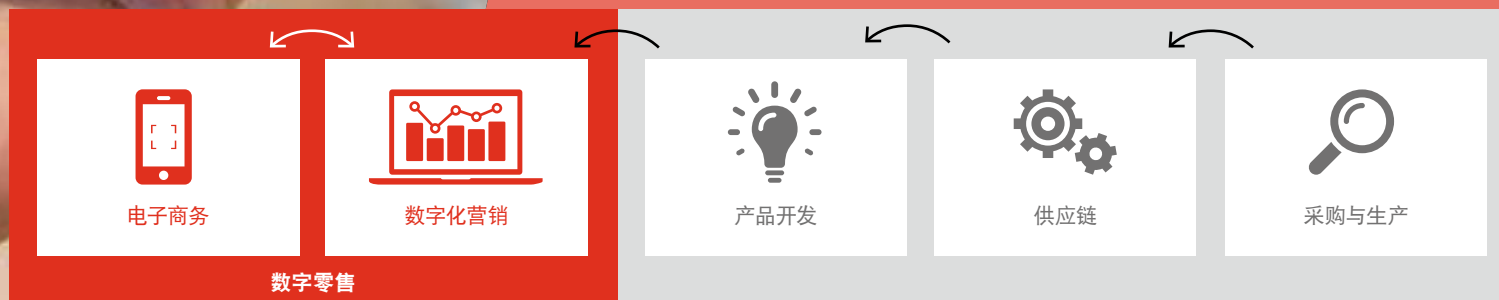 电子商务
数字化营销
产品开发
供应链
采购与生产
数字零售